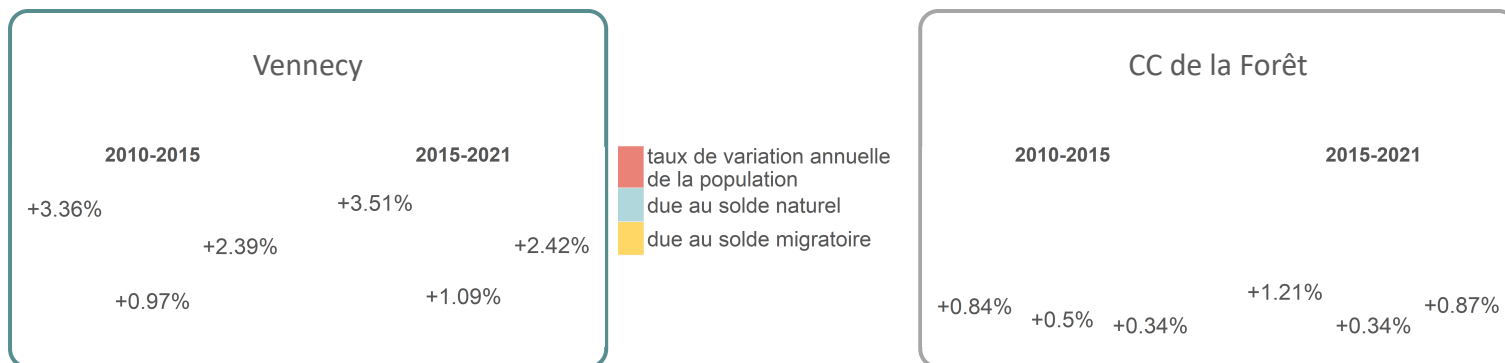 Vennecy
2010-2015
2015-2021
+3.36%
+0.97%
+2.39%
+3.51%
+1.09%
+2.42%
taux de variation annuelle
de la population
due au solde naturel
due au solde migratoire
CC de la Forêt
2010-2015
2015-2021
+0.84%
+0.5%
+0.34%
+1.21%
+0.34%
+0.87%